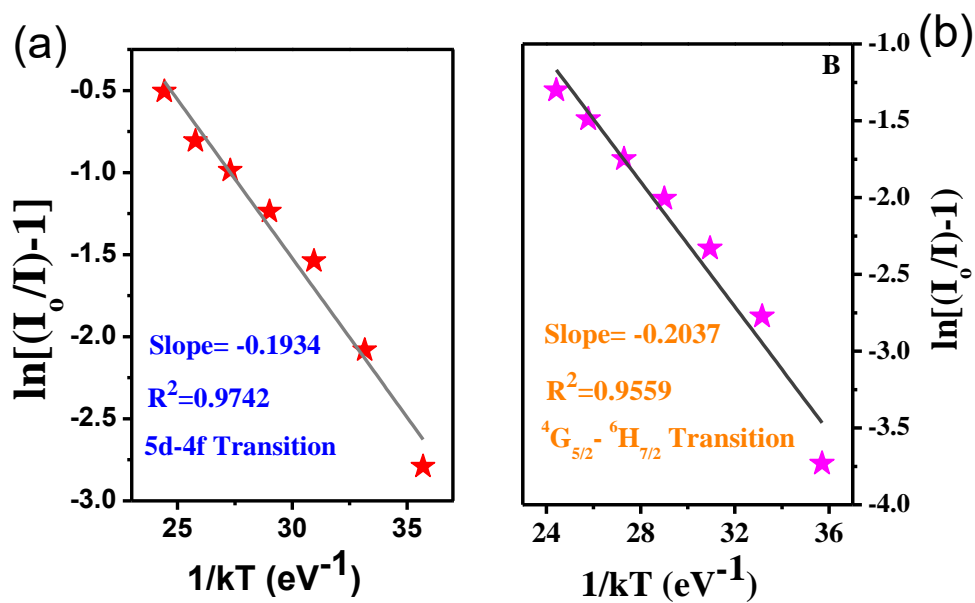 (a)
-0.5
-1.0
-1.5
-2.0
-2.5
-3.0
ln[(I₀/I)-1]
Slope= -0.1934
R²=0.9742
5d-4f Transition
25 30 35
1/kT (eV⁻¹)
(b)
B
-1.0
-1.5
-2.0
-2.5
-3.0
-3.5
-4.0
ln[(I₀/I)-1)
Slope= -0.2037
R²=0.9559
⁴G₅/₂- ⁶H₇/₂ Transition
24 28 32 36
1/kT (eV⁻¹)